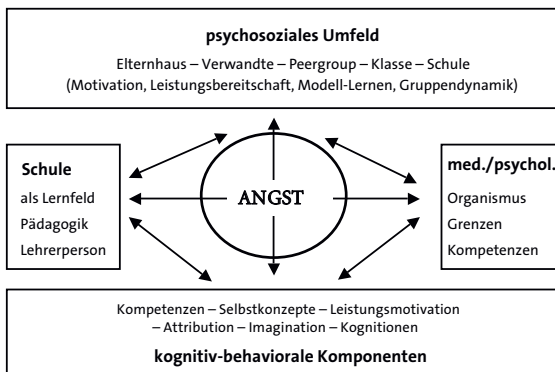 psychosoziales Umfeld
Elternhaus – Verwandte – Peergroup – Klasse – Schule
(Motivation, Leistungsbereitschaft, Modell-Lernen, Gruppendynamik)
Schule
als Lernfeld
Pädagogik
Lehrerperson
ANGST
med./psychol.
Organismus
Grenzen
Kompetenzen
Kompetenzen – Selbstkonzepte – Leistungsmotivation
– Attribution – Imagination – Kognitionen
kognitiv-behaviorale Komponenten